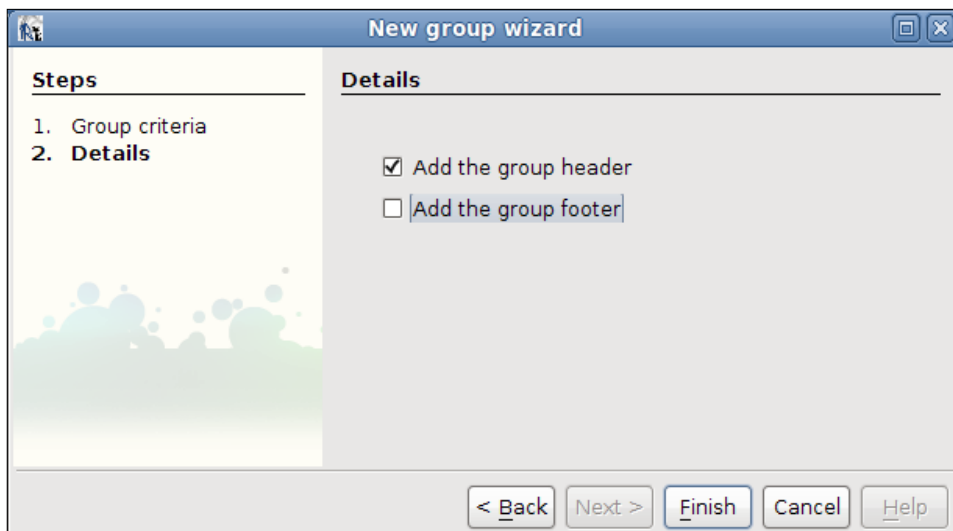 New group wizard
Steps
1. Group criteria
2. Details
Details
Add the group header
Add the group footer
< Back Next > Finish Cancel Help